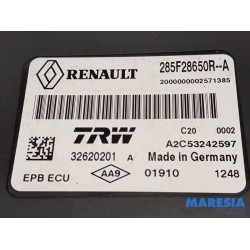 RENAULT 285F28650R--A
2000000002571385
TRW C20 0002
32620201 A A2C53242597
Made in Germany
EPB ECU AA9 01910 1248
MARESIA